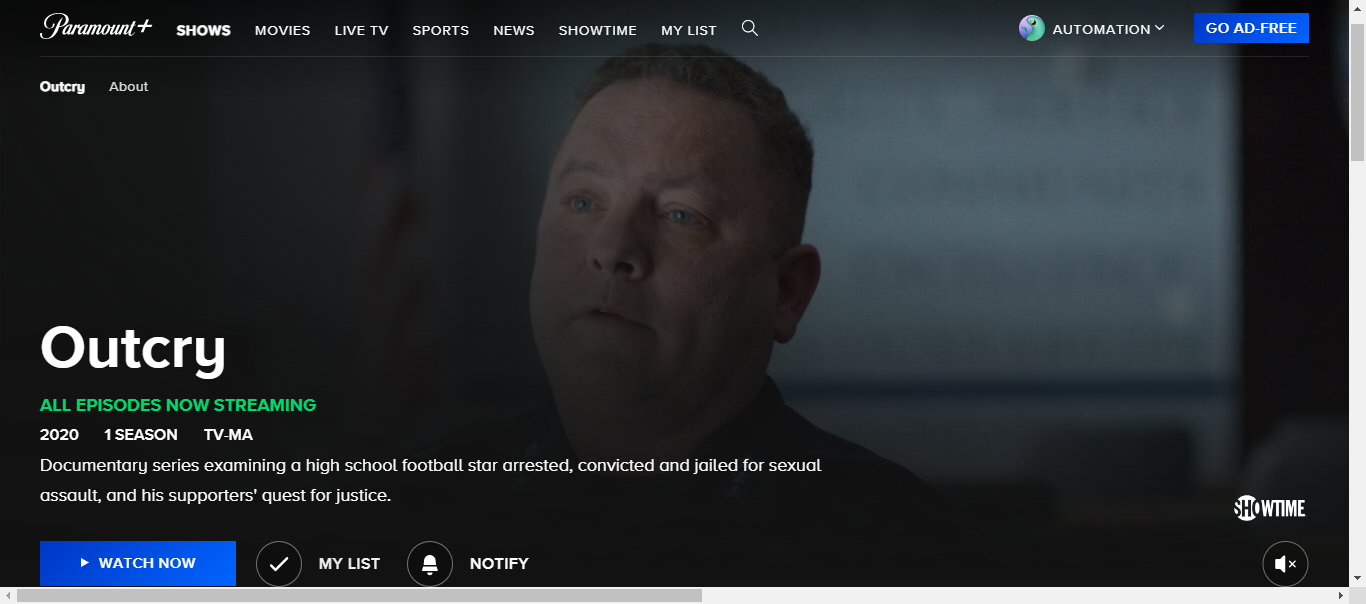 Paramount+ SHOWS MOVIES LIVE TV SPORTS NEWS SHOWTIME MY LIST AUTOMATION GO AD-FREE
Outcry About
Outcry
ALL EPISODES NOW STREAMING
2020 1 SEASON TV-MA
Documentary series examining a high school football star arrested, convicted and jailed for sexual
assault, and his supporters' quest for justice.
SHOWTIME
WATCH NOW MY LIST NOTIFY